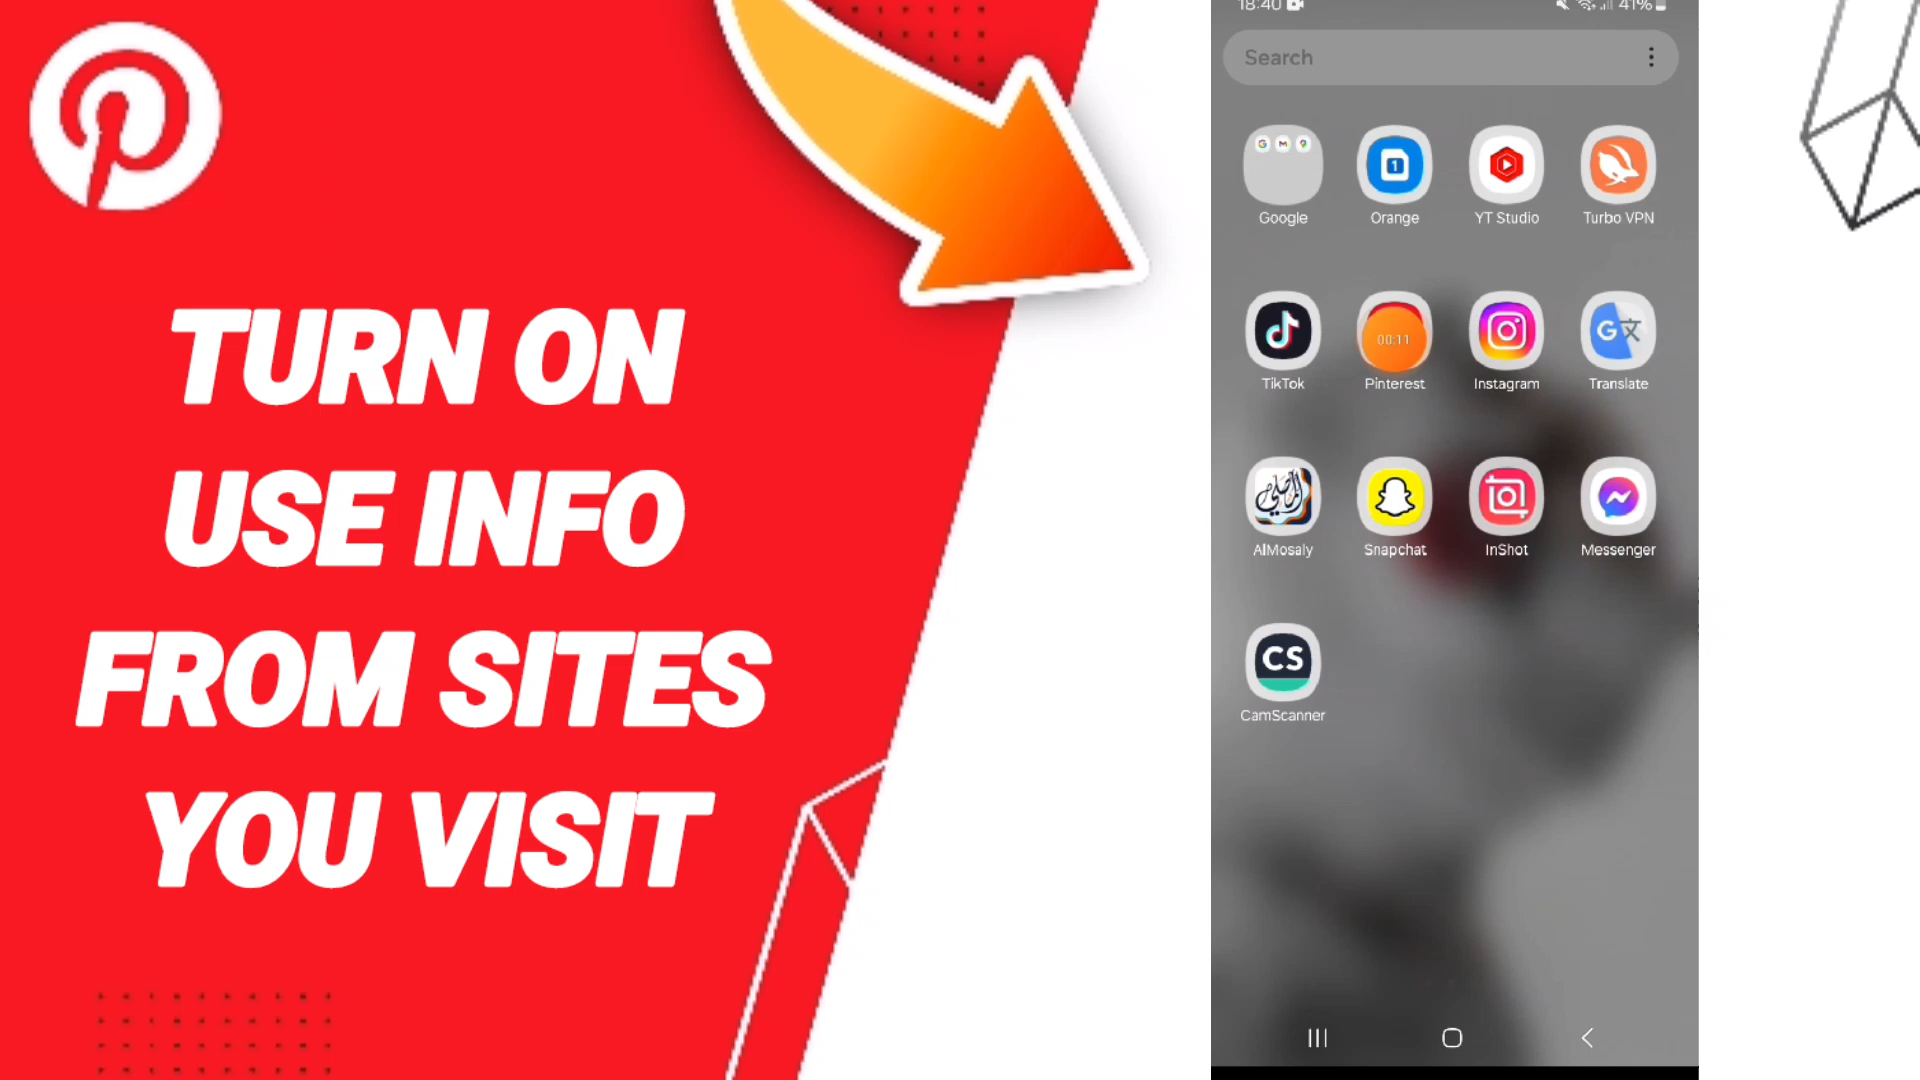 TURN ON
USE INFO
FROM SITES
YOU VISIT
18:40 41%
Search
Google Orange YT Studio Turbo VPN
00:11
TikTok Pinterest Instagram Translate
المصلي
AlMosaly Snapchat InShot Messenger
CS
CamScanner